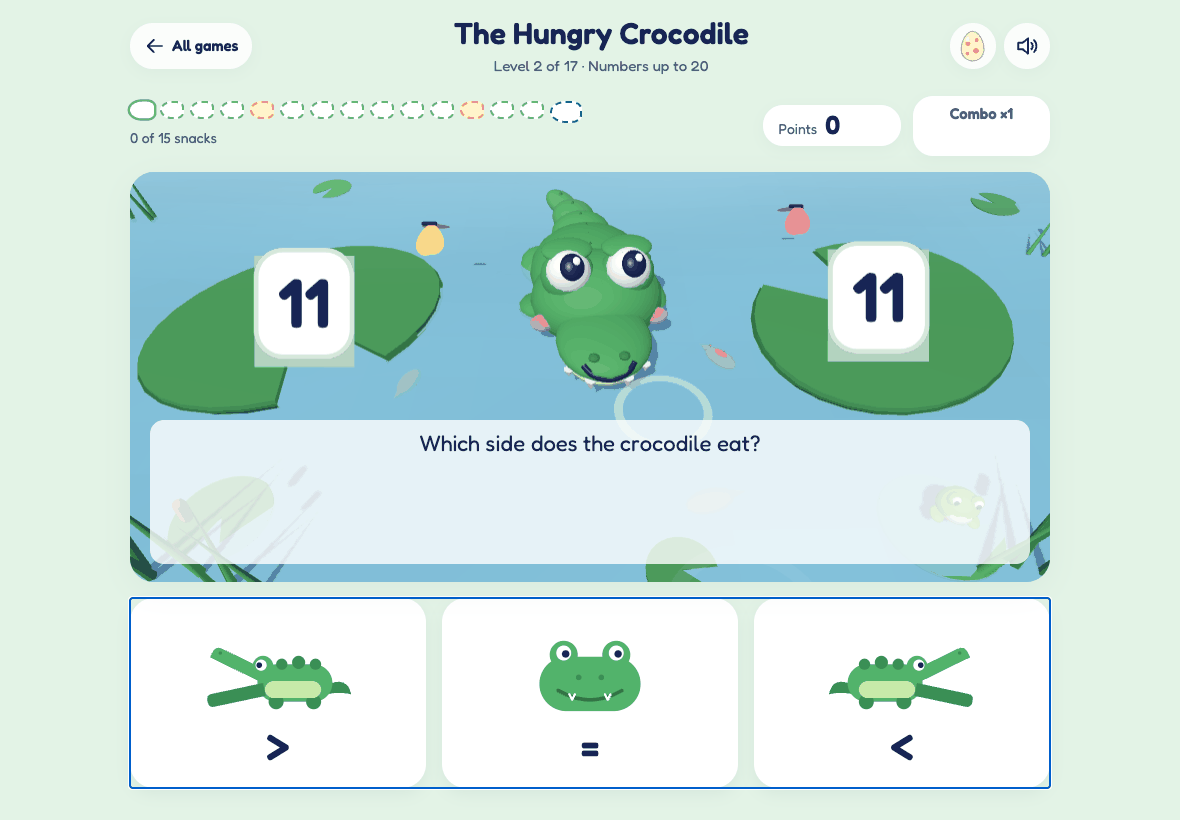 All games
The Hungry Crocodile
Level 2 of 17 · Numbers up to 20
0 of 15 snacks
Points 0
Combo ×1
11
11
Which side does the crocodile eat?
>
=
<